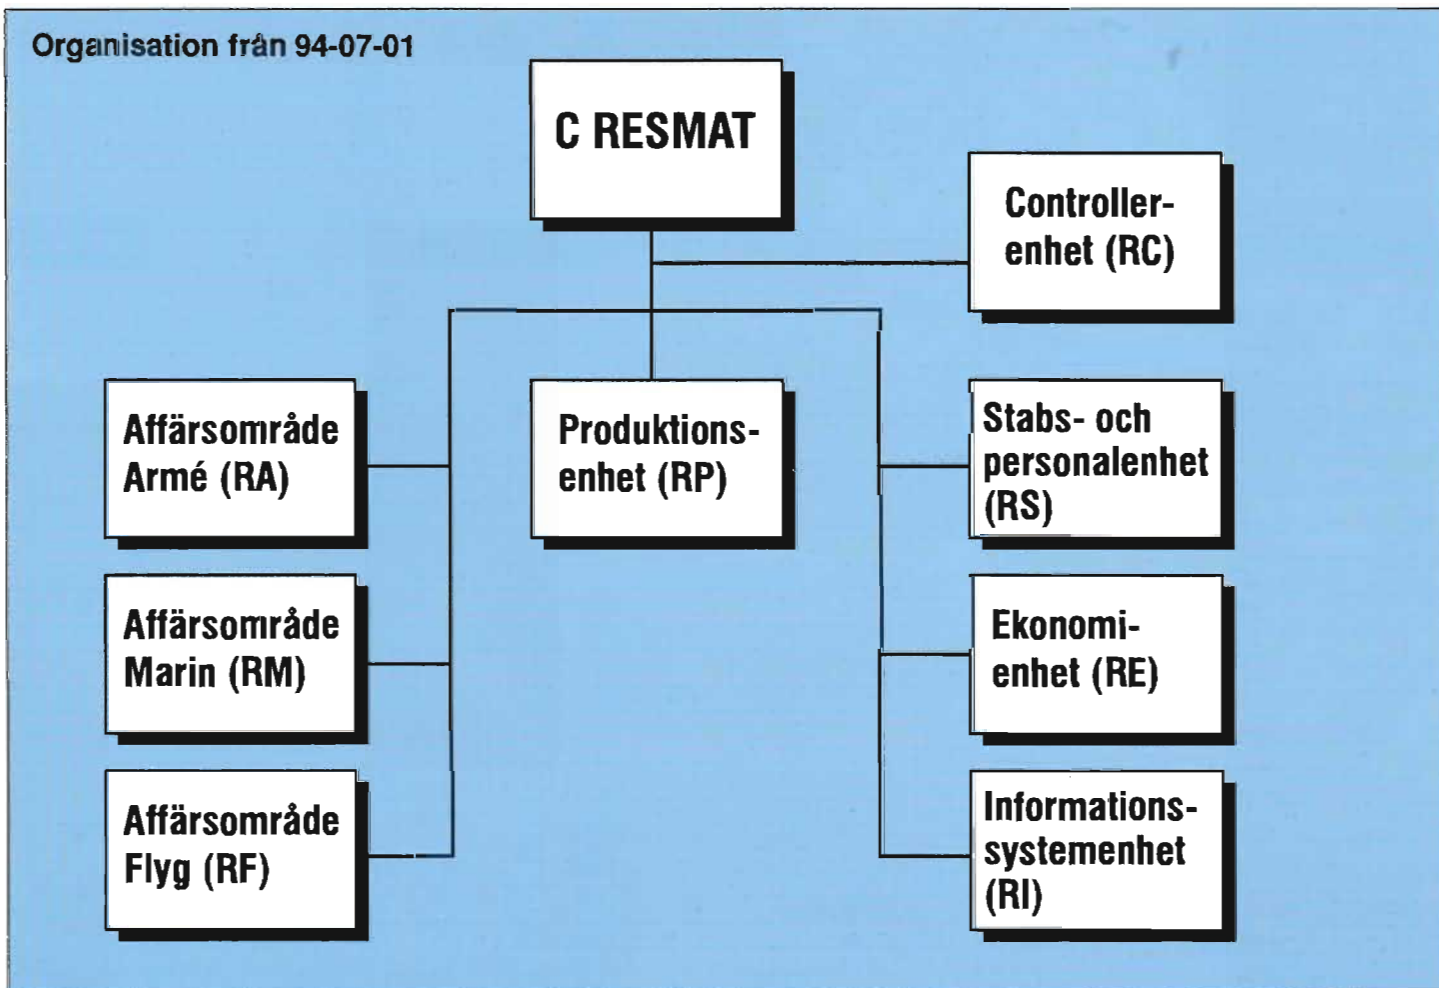 Organisation från 94-07-01
C RESMAT
Controller-
enhet (RC)
Affärsområde
Armé (RA)
Produktions-
enhet (RP)
Stabs- och
personalenhet
(RS)
Affärsområde
Marin (RM)
Ekonomi-
enhet (RE)
Affärsområde
Flyg (RF)
Informations-
systemenhet
(RI)